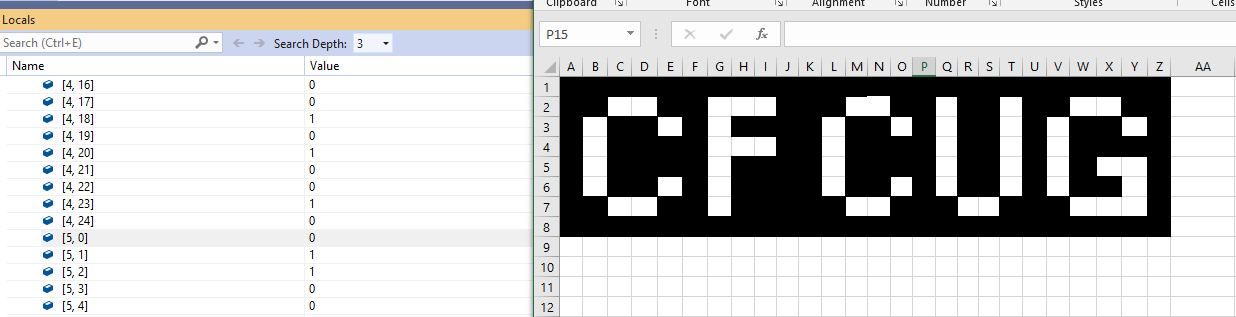 Locals
Search (Ctrl+E)
Search Depth: 3
Name Value
[4, 16] 0
[4, 17] 0
[4, 18] 1
[4, 19] 0
[4, 20] 1
[4, 21] 0
[4, 22] 0
[4, 23] 1
[4, 24] 0
[5, 0] 0
[5, 1] 1
[5, 2] 1
[5, 3] 0
[5, 4] 0
Clipboard Font Alignment Number Styles Cells
P15 fx
A B C D E F G H I J K L M N O P Q R S T U V W X Y Z AA
1
2
3
4
5
6
7
8
9
10
11
12
CF CUG